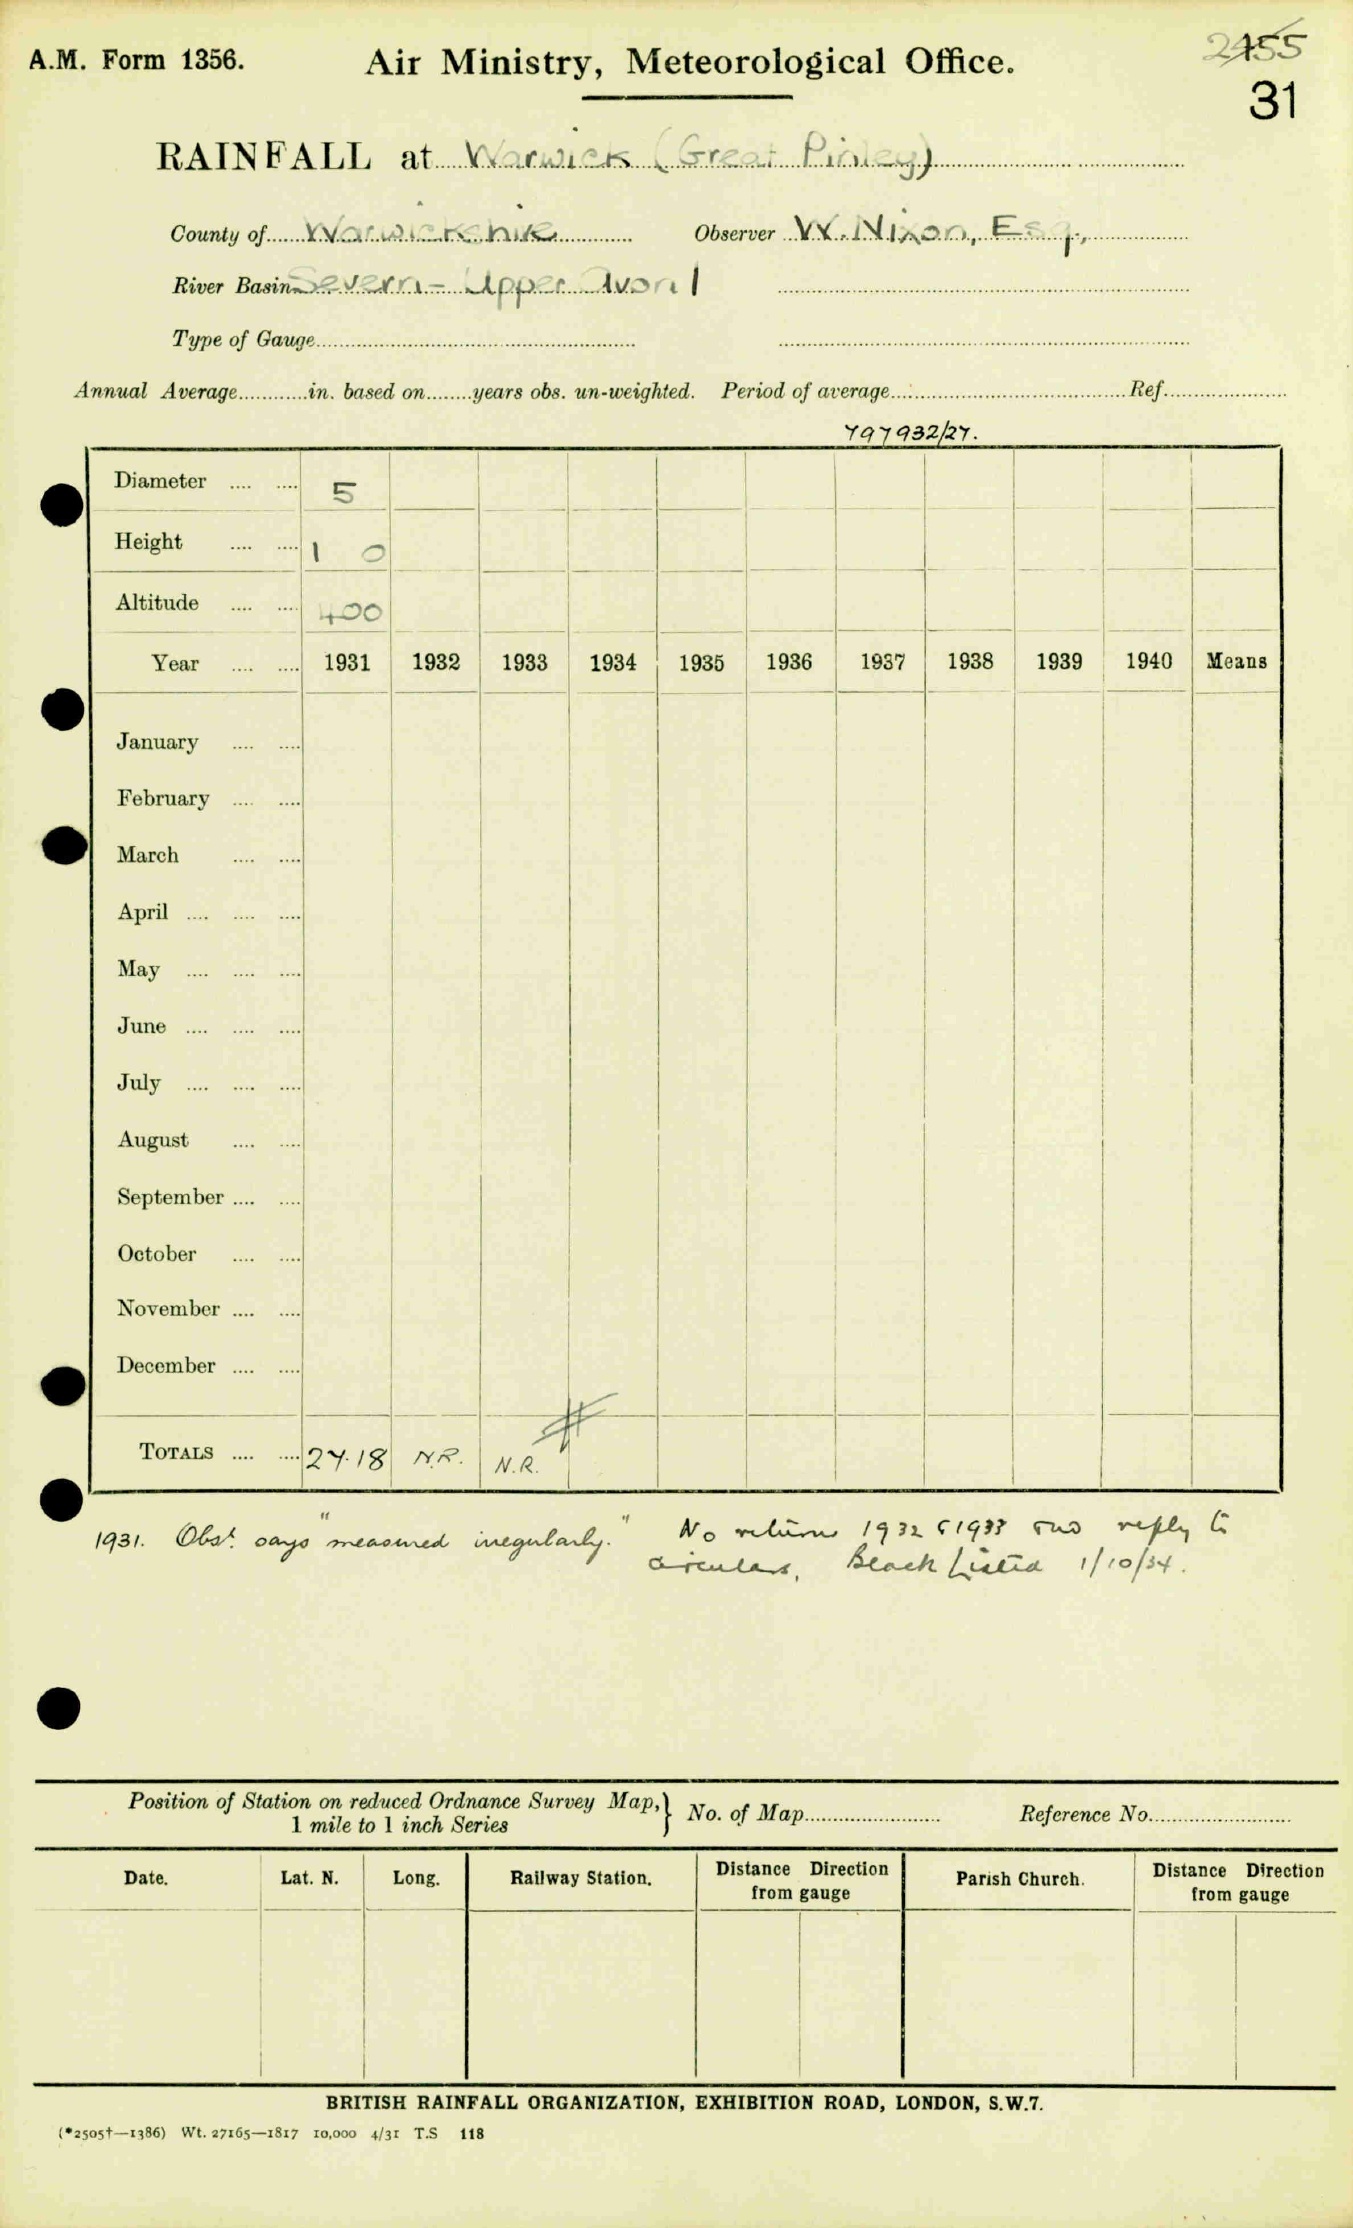 A.M. Form 1356.
Air Ministry, Meteorological Office.
2455
31
RAINFALL at Warwick (Great Pinley)
County of Warwickshire Observer W. Nixon, Esq.,
River Basin Severn - Upper Avon 1
Type of Gauge
Annual Average in. based on years obs. un-weighted. Period of average Ref.
797932/27.
Diameter 5
Height 1 0
Altitude 400
Year 1931 1932 1933 1934 1935 1936 1937 1938 1939 1940 Means
January
February
March
April
May
June
July
August
September
October
November
December
TOTALS 27.18 N.R. N.R.
1931. Obsr. says "measured irregularly." No returns 1932 & 1933 nor reply to
circulars. Black Listed 1/10/34.
Position of Station on reduced Ordnance Survey Map,} No. of Map Reference No.
1 mile to 1 inch Series
Date. Lat. N. Long. Railway Station. Distance Direction from gauge Parish Church. Distance Direction from gauge
BRITISH RAINFALL ORGANIZATION, EXHIBITION ROAD, LONDON, S.W.7.
(*2505†—1386) Wt. 27165—1817 10,000 4/31 T.S 118